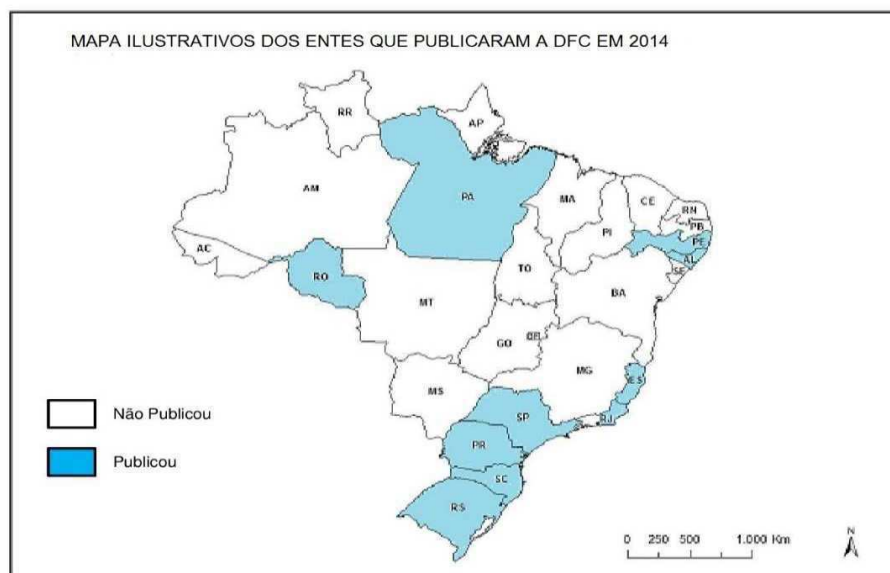 MAPA ILUSTRATIVOS DOS ENTES QUE PUBLICARAM A DFC EM 2014
RR
AP
AM
PA
MA
CE
RN
PB
PI
PE
AL
SE
AC
RO
TO
BA
MT
GO
DF
MG
MS
ES
SP
RJ
PR
SC
RS
Não Publicou
Publicou
0 250 500 1.000 Km
N